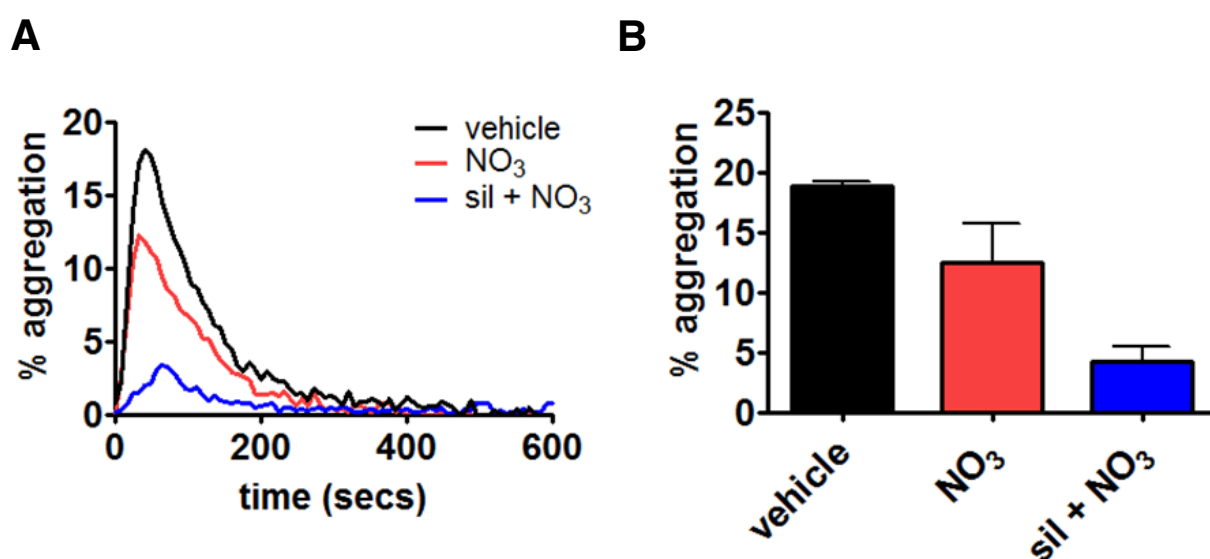 A
% aggregation
20
15
10
5
0
0 200 400 600
time (secs)
vehicle
NO₃
sil + NO₃
B
% aggregation
25
20
15
10
5
0
vehicle
NO₃
sil + NO₃